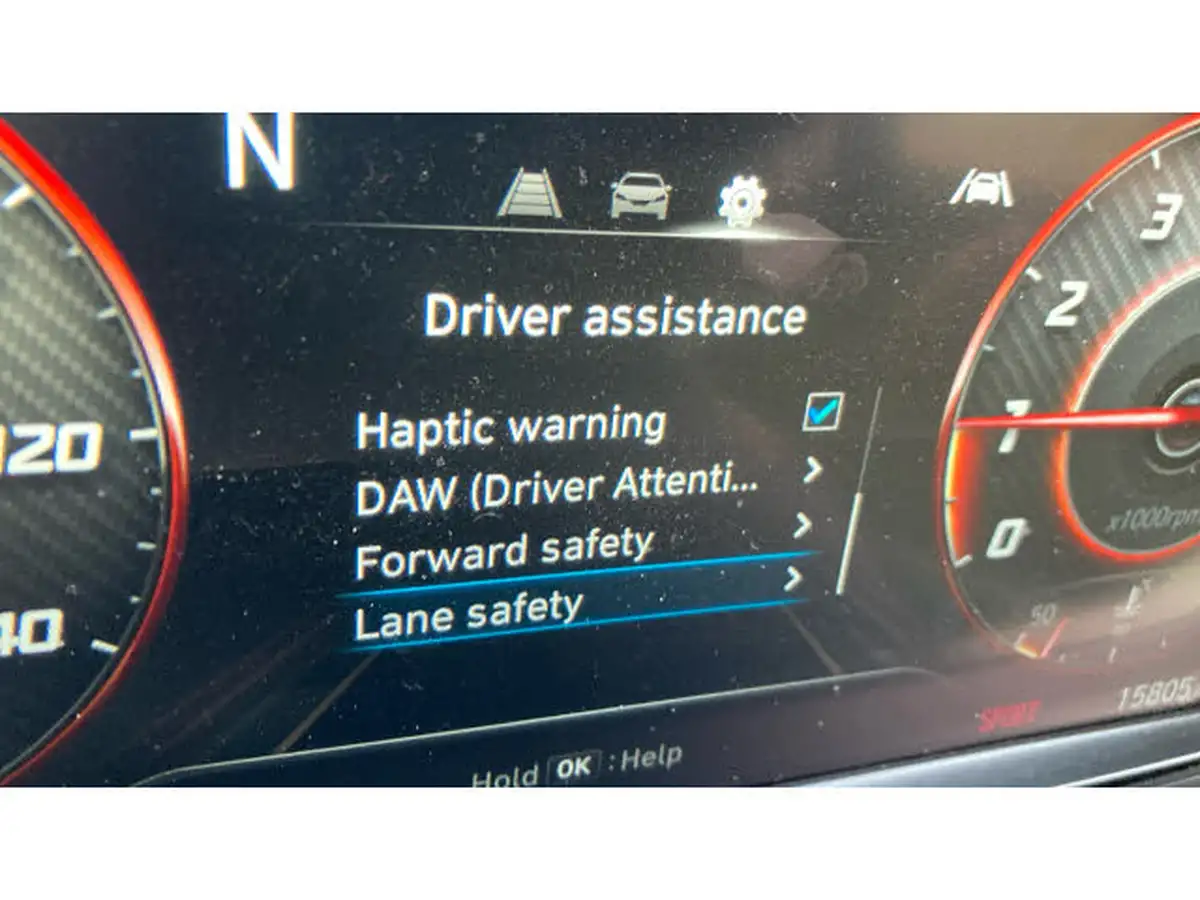 N
Driver assistance
Haptic warning
DAW (Driver Attenti...
Forward safety
Lane safety
Hold OK : Help
120
40
3
2
1
0
x1000rpm
50
SPORT
15805